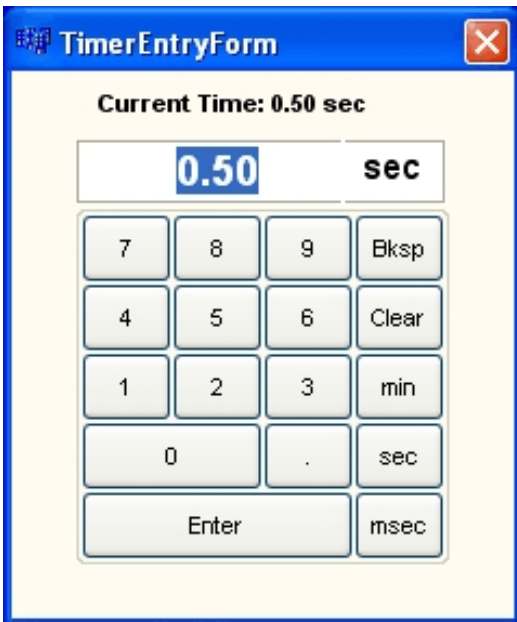 TimerEntryForm
Current Time: 0.50 sec
0.50 sec
7 8 9 Bksp
4 5 6 Clear
1 2 3 min
0 . sec
Enter msec